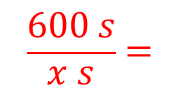 600 s
x s
=